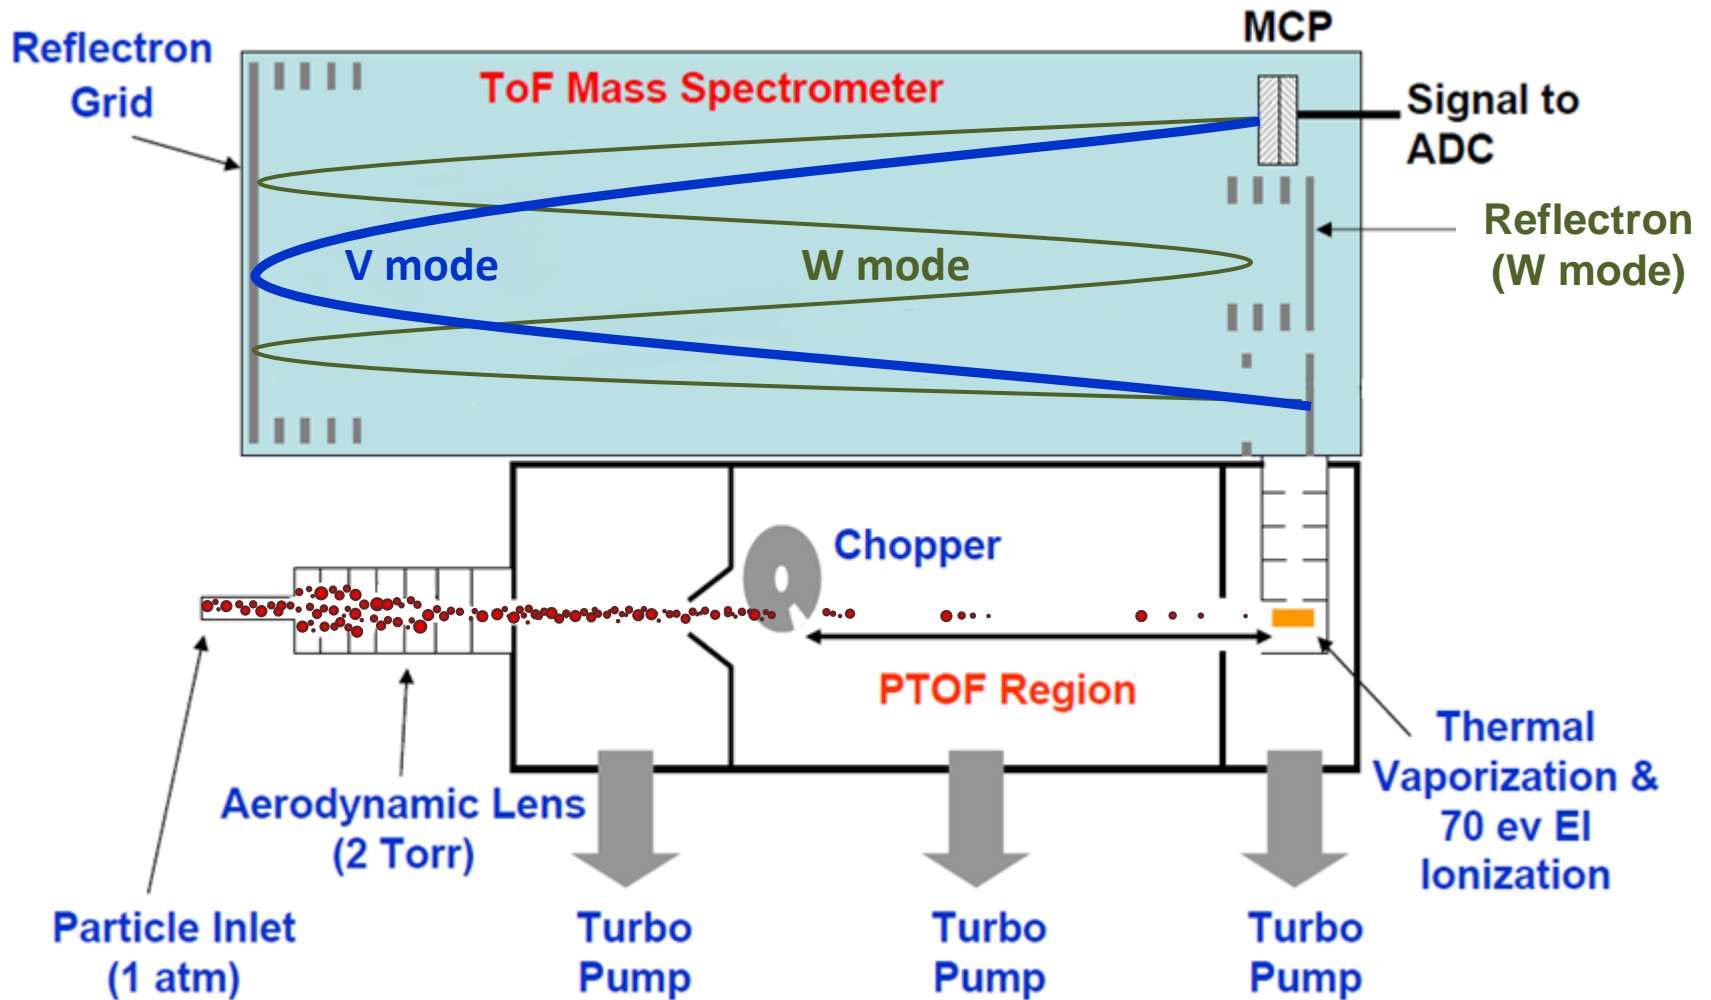 MCP
Reflectron
Grid
ToF Mass Spectrometer
Signal to
ADC
Reflectron
(W mode)
V mode
W mode
Chopper
PTOF Region
Thermal
Vaporization &
70 ev EI
Ionization
Aerodynamic Lens
(2 Torr)
Particle Inlet
(1 atm)
Turbo
Pump
Turbo
Pump
Turbo
Pump